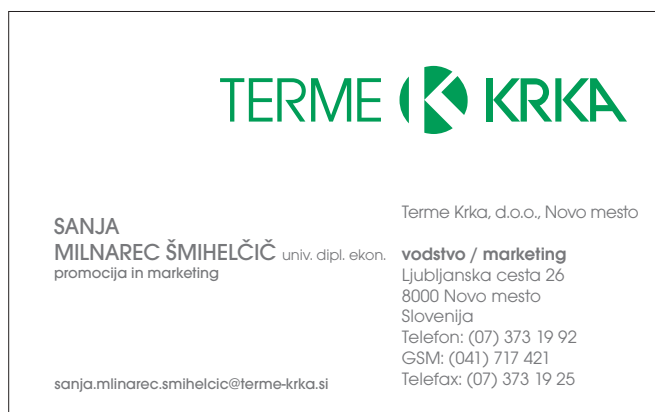 TERME KRKA
SANJA
MILNAREC ŠMIHELČIČ univ. dipl. ekon.
promocija in marketing
sanja.mlinarec.smihelcic@terme-krka.si
Terme Krka, d.o.o., Novo mesto
vodstvo / marketing
Ljubljanska cesta 26
8000 Novo mesto
Slovenija
Telefon: (07) 373 19 92
GSM: (041) 717 421
Telefax: (07) 373 19 25